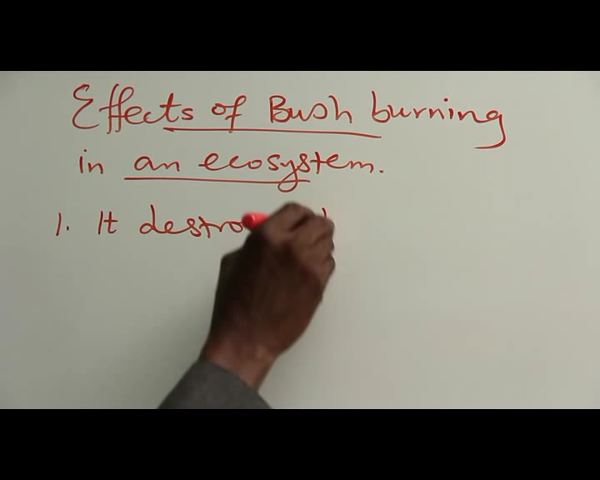 Effects of Bush burning
in an ecosystem.
1. It destro